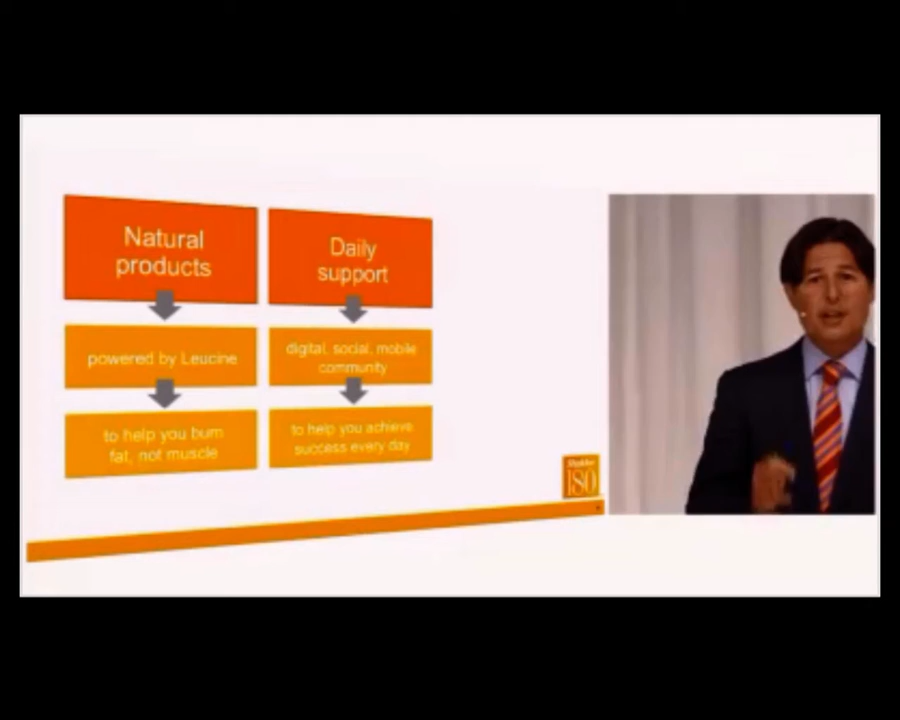 Natural
products
powered by Leucine
to help you burn
fat, not muscle
Daily
support
digital, social, mobile
community
to help you achieve
success every day
Shaklee
180